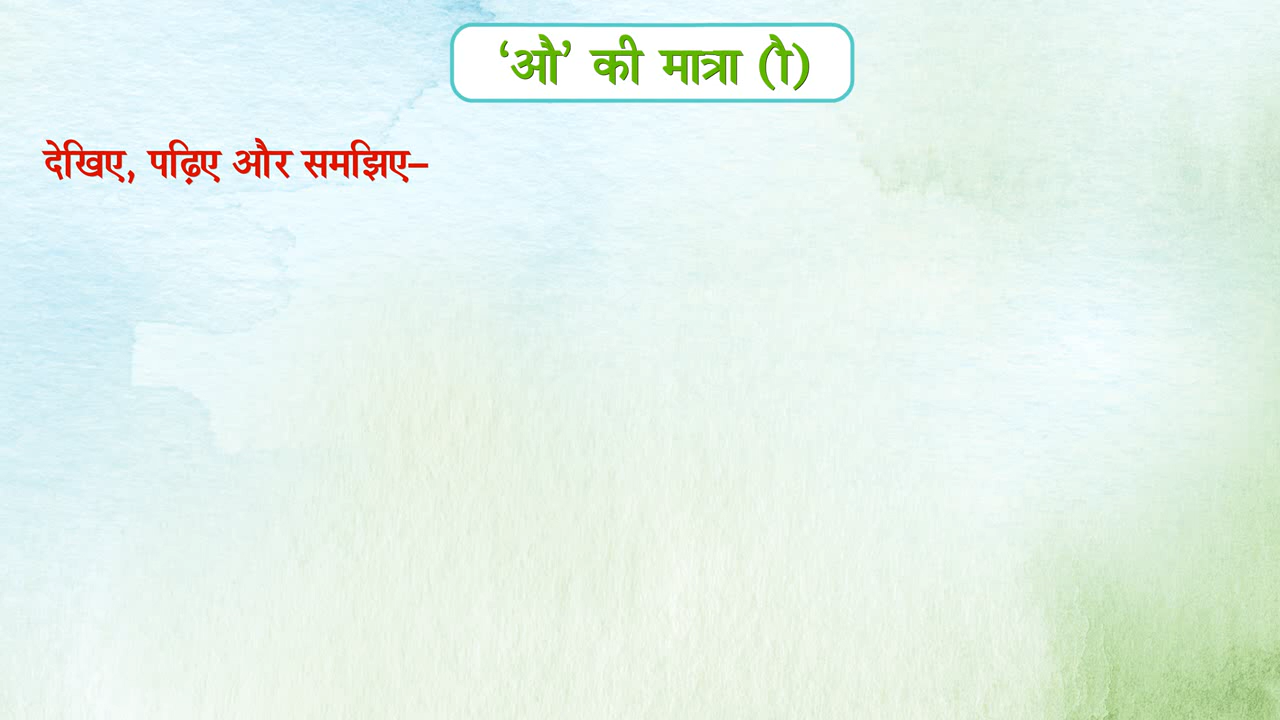 ‘औ’ की मात्रा (ौ)
देखिए, पढ़िए और समझिए–